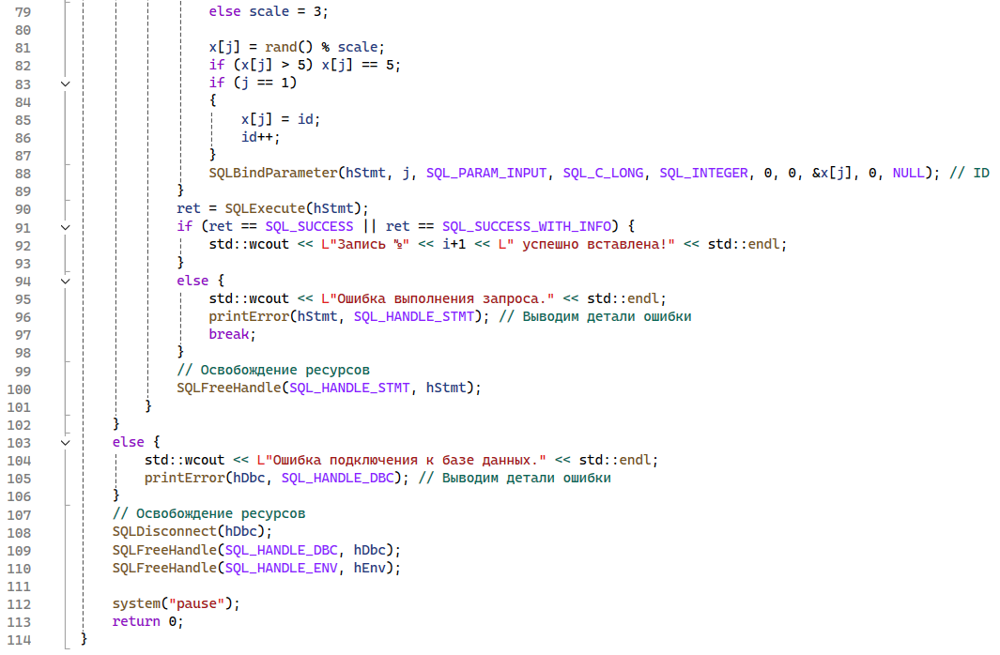 79 else scale = 3;
80
81 x[j] = rand() % scale;
82 if (x[j] > 5) x[j] == 5;
83 if (j == 1)
84 {
85 x[j] = id;
86 id++;
87 }
88 SQLBindParameter(hStmt, j, SQL_PARAM_INPUT, SQL_C_LONG, SQL_INTEGER, 0, 0, &x[j], 0, NULL); // ID
89 }
90 ret = SQLExecute(hStmt);
91 if (ret == SQL_SUCCESS || ret == SQL_SUCCESS_WITH_INFO) {
92 std::wcout << L"Запись %" << i+1 << L" успешно вставлена!" << std::endl;
93 }
94 else {
95 std::wcout << L"Ошибка выполнения запроса." << std::endl;
96 printError(hStmt, SQL_HANDLE_STMT); // Выводим детали ошибки
97 break;
98 }
99 // Освобождение ресурсов
100 SQLFreeHandle(SQL_HANDLE_STMT, hStmt);
101 }
102 }
103 else {
104 std::wcout << L"Ошибка подключения к базе данных." << std::endl;
105 printError(hDbc, SQL_HANDLE_DBC); // Выводим детали ошибки
106 }
107 // Освобождение ресурсов
108 SQLDisconnect(hDbc);
109 SQLFreeHandle(SQL_HANDLE_DBC, hDbc);
110 SQLFreeHandle(SQL_HANDLE_ENV, hEnv);
111
112 system("pause");
113 return 0;
114 }